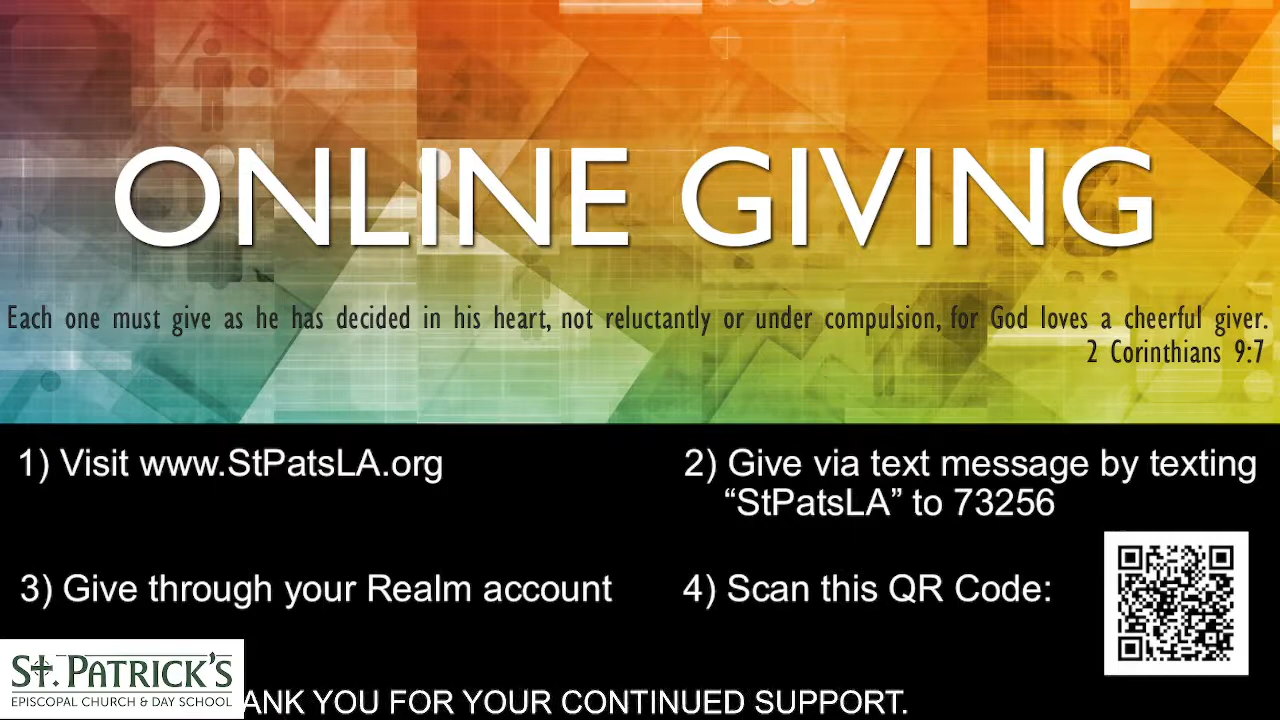 ONLINE GIVING
Each one must give as he has decided in his heart, not reluctantly or under compulsion, for God loves a cheerful giver.
2 Corinthians 9:7
1) Visit www.StPatsLA.org
2) Give via text message by texting
“StPatsLA” to 73256
3) Give through your Realm account
4) Scan this QR Code:
ST. PATRICK'S
EPISCOPAL CHURCH & DAY SCHOOL
ANK YOU FOR YOUR CONTINUED SUPPORT.